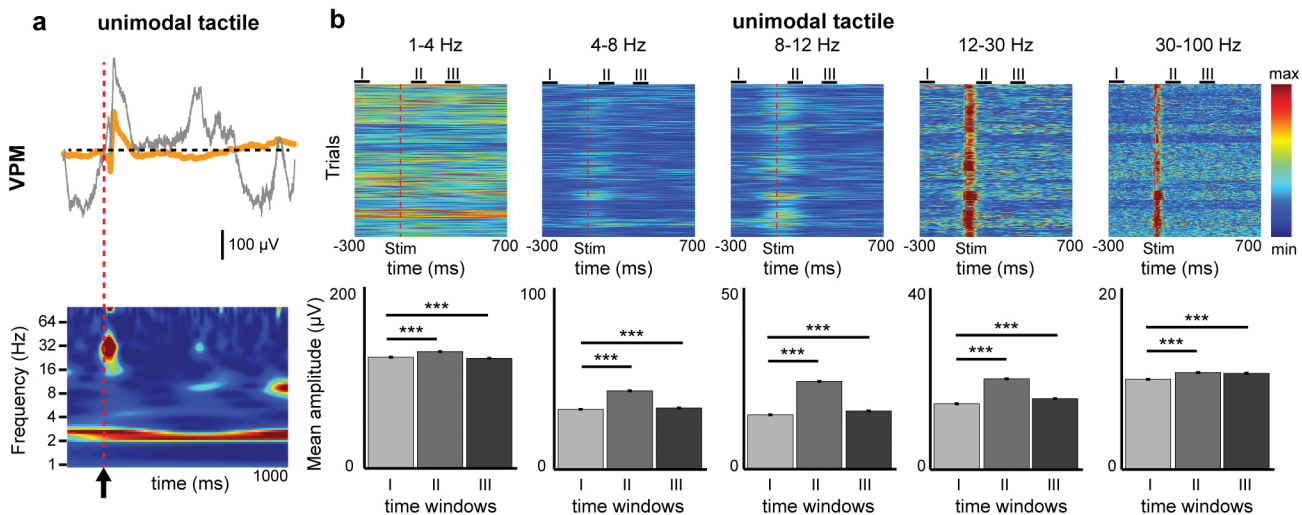 a
unimodal tactile
VPM
100 µV
Frequency (Hz)
64
32
16
8
4
2
1
time (ms)
1000
b
unimodal tactile
1-4 Hz
4-8 Hz
8-12 Hz
12-30 Hz
30-100 Hz
I II III
I II III
I II III
I II III
I II III
Trials
max
min
-300 Stim 700
time (ms)
-300 Stim 700
time (ms)
-300 Stim 700
time (ms)
-300 Stim 700
time (ms)
-300 Stim 700
time (ms)
Mean amplitude (µV)
200
***
***
0
I II III
time windows
100
***
***
0
I II III
time windows
50
***
***
0
I II III
time windows
40
***
***
0
I II III
time windows
20
***
***
0
I II III
time windows